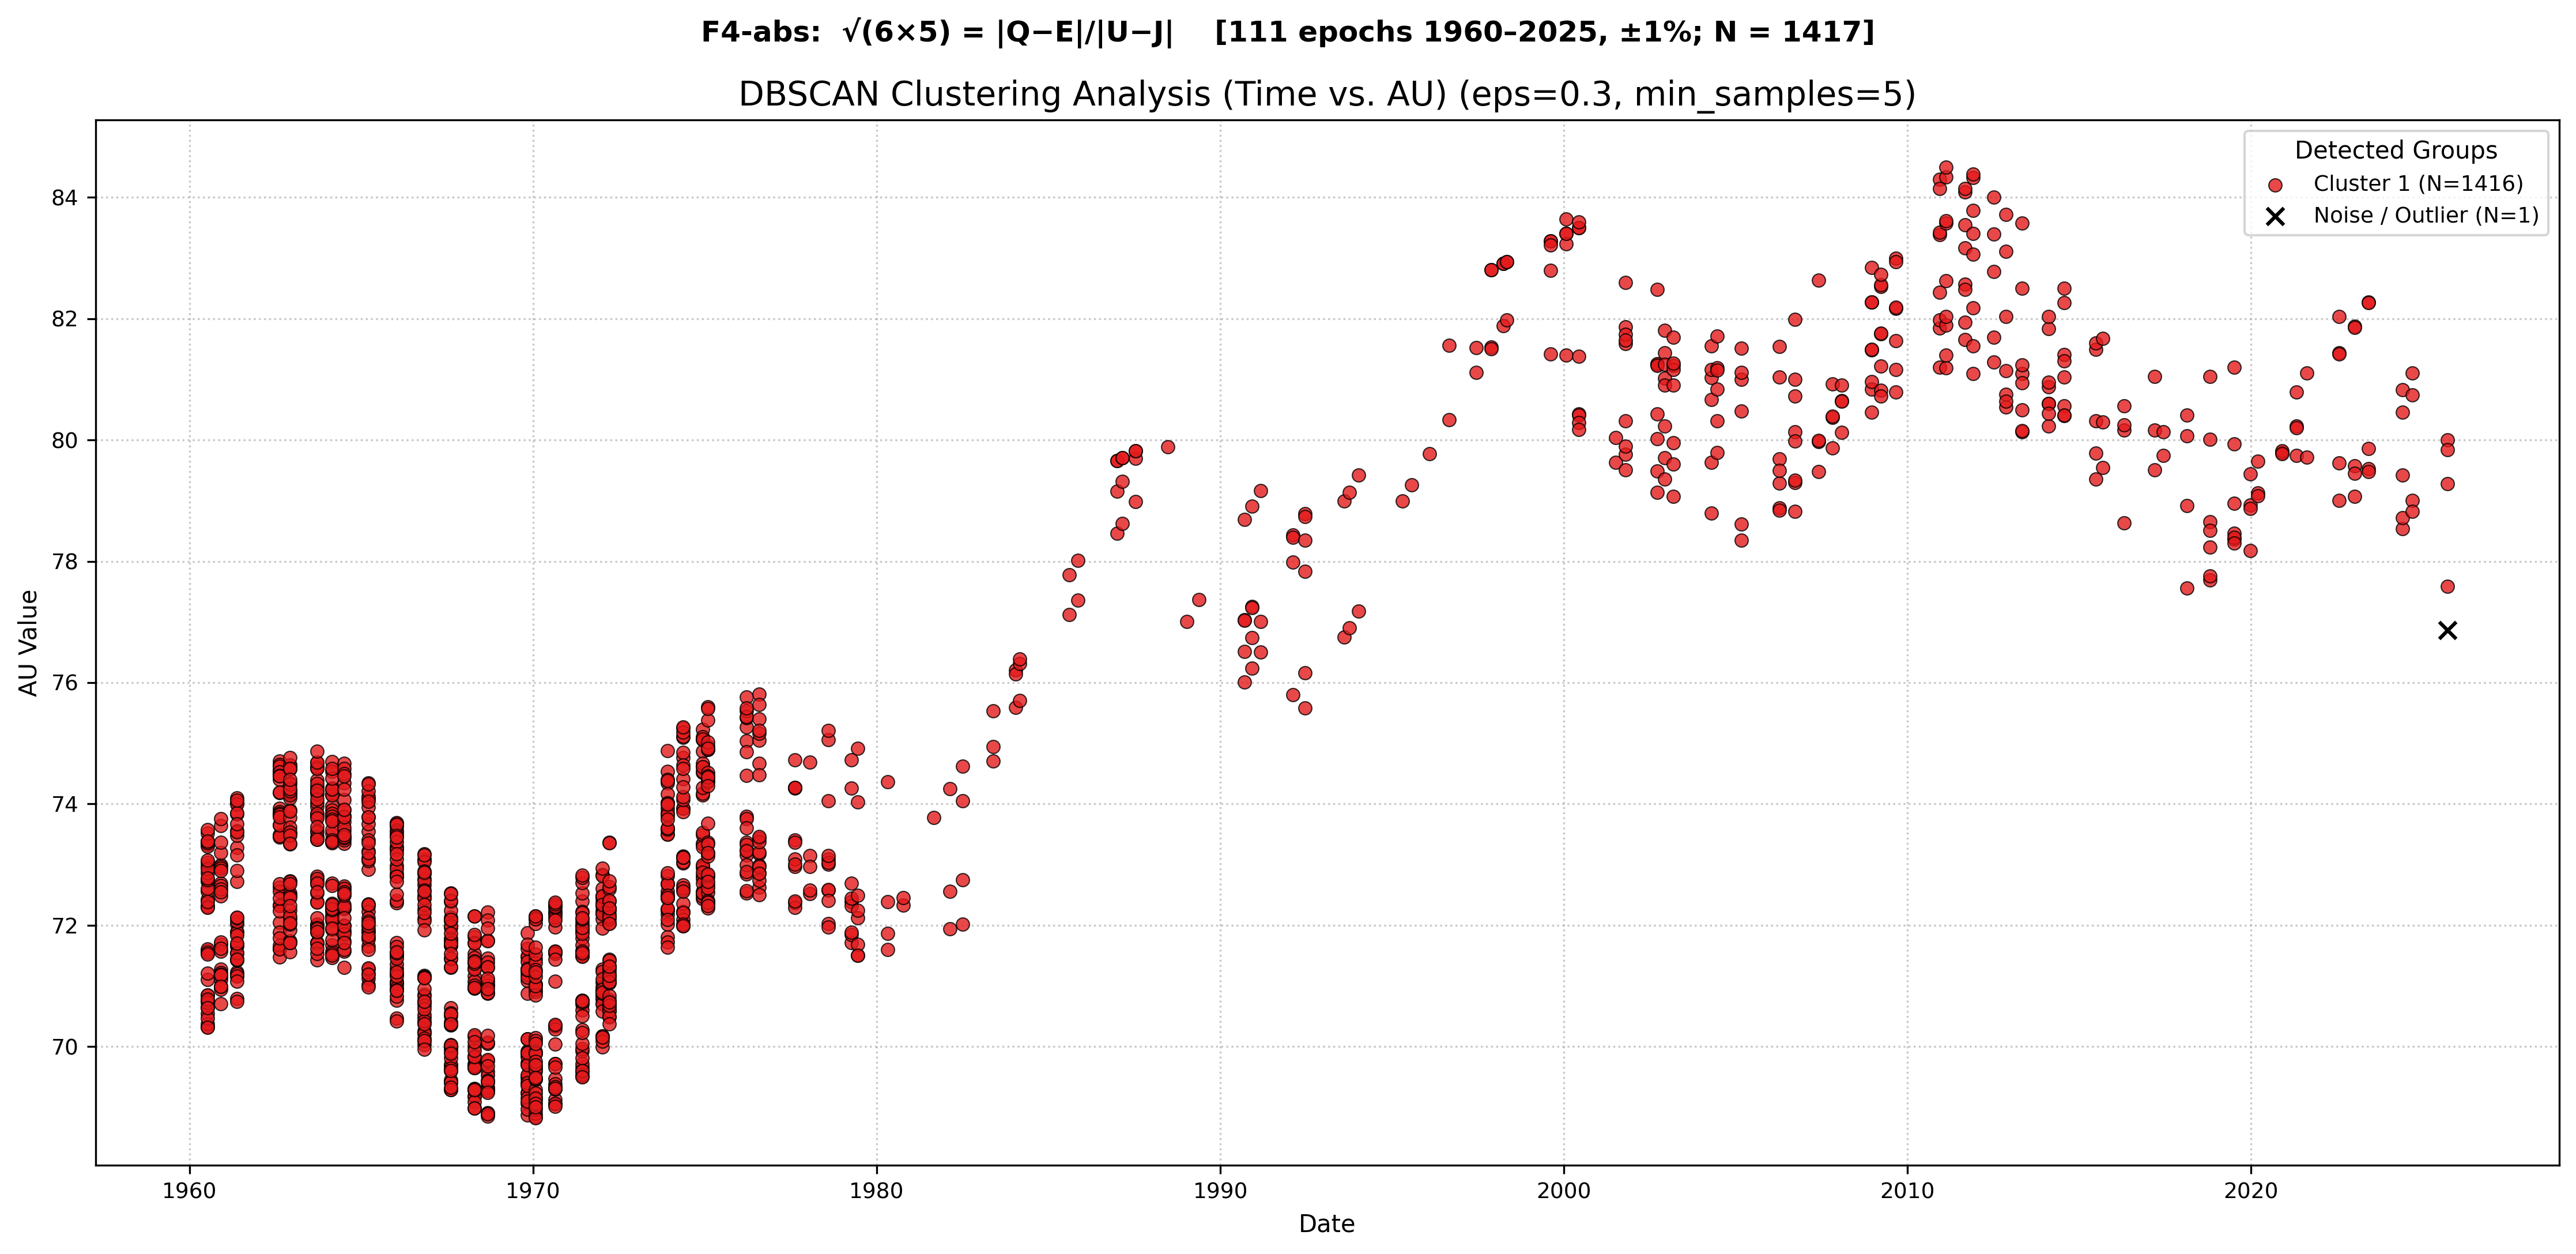 F4-abs: √(6×5) = |Q−E|/|U−J| [111 epochs 1960–2025, ±1%; N = 1417]
DBSCAN Clustering Analysis (Time vs. AU) (eps=0.3, min_samples=5)
Detected Groups
Cluster 1 (N=1416)
Noise / Outlier (N=1)
AU Value
84
82
80
78
76
74
72
70
1960 1970 1980 1990 2000 2010 2020
Date